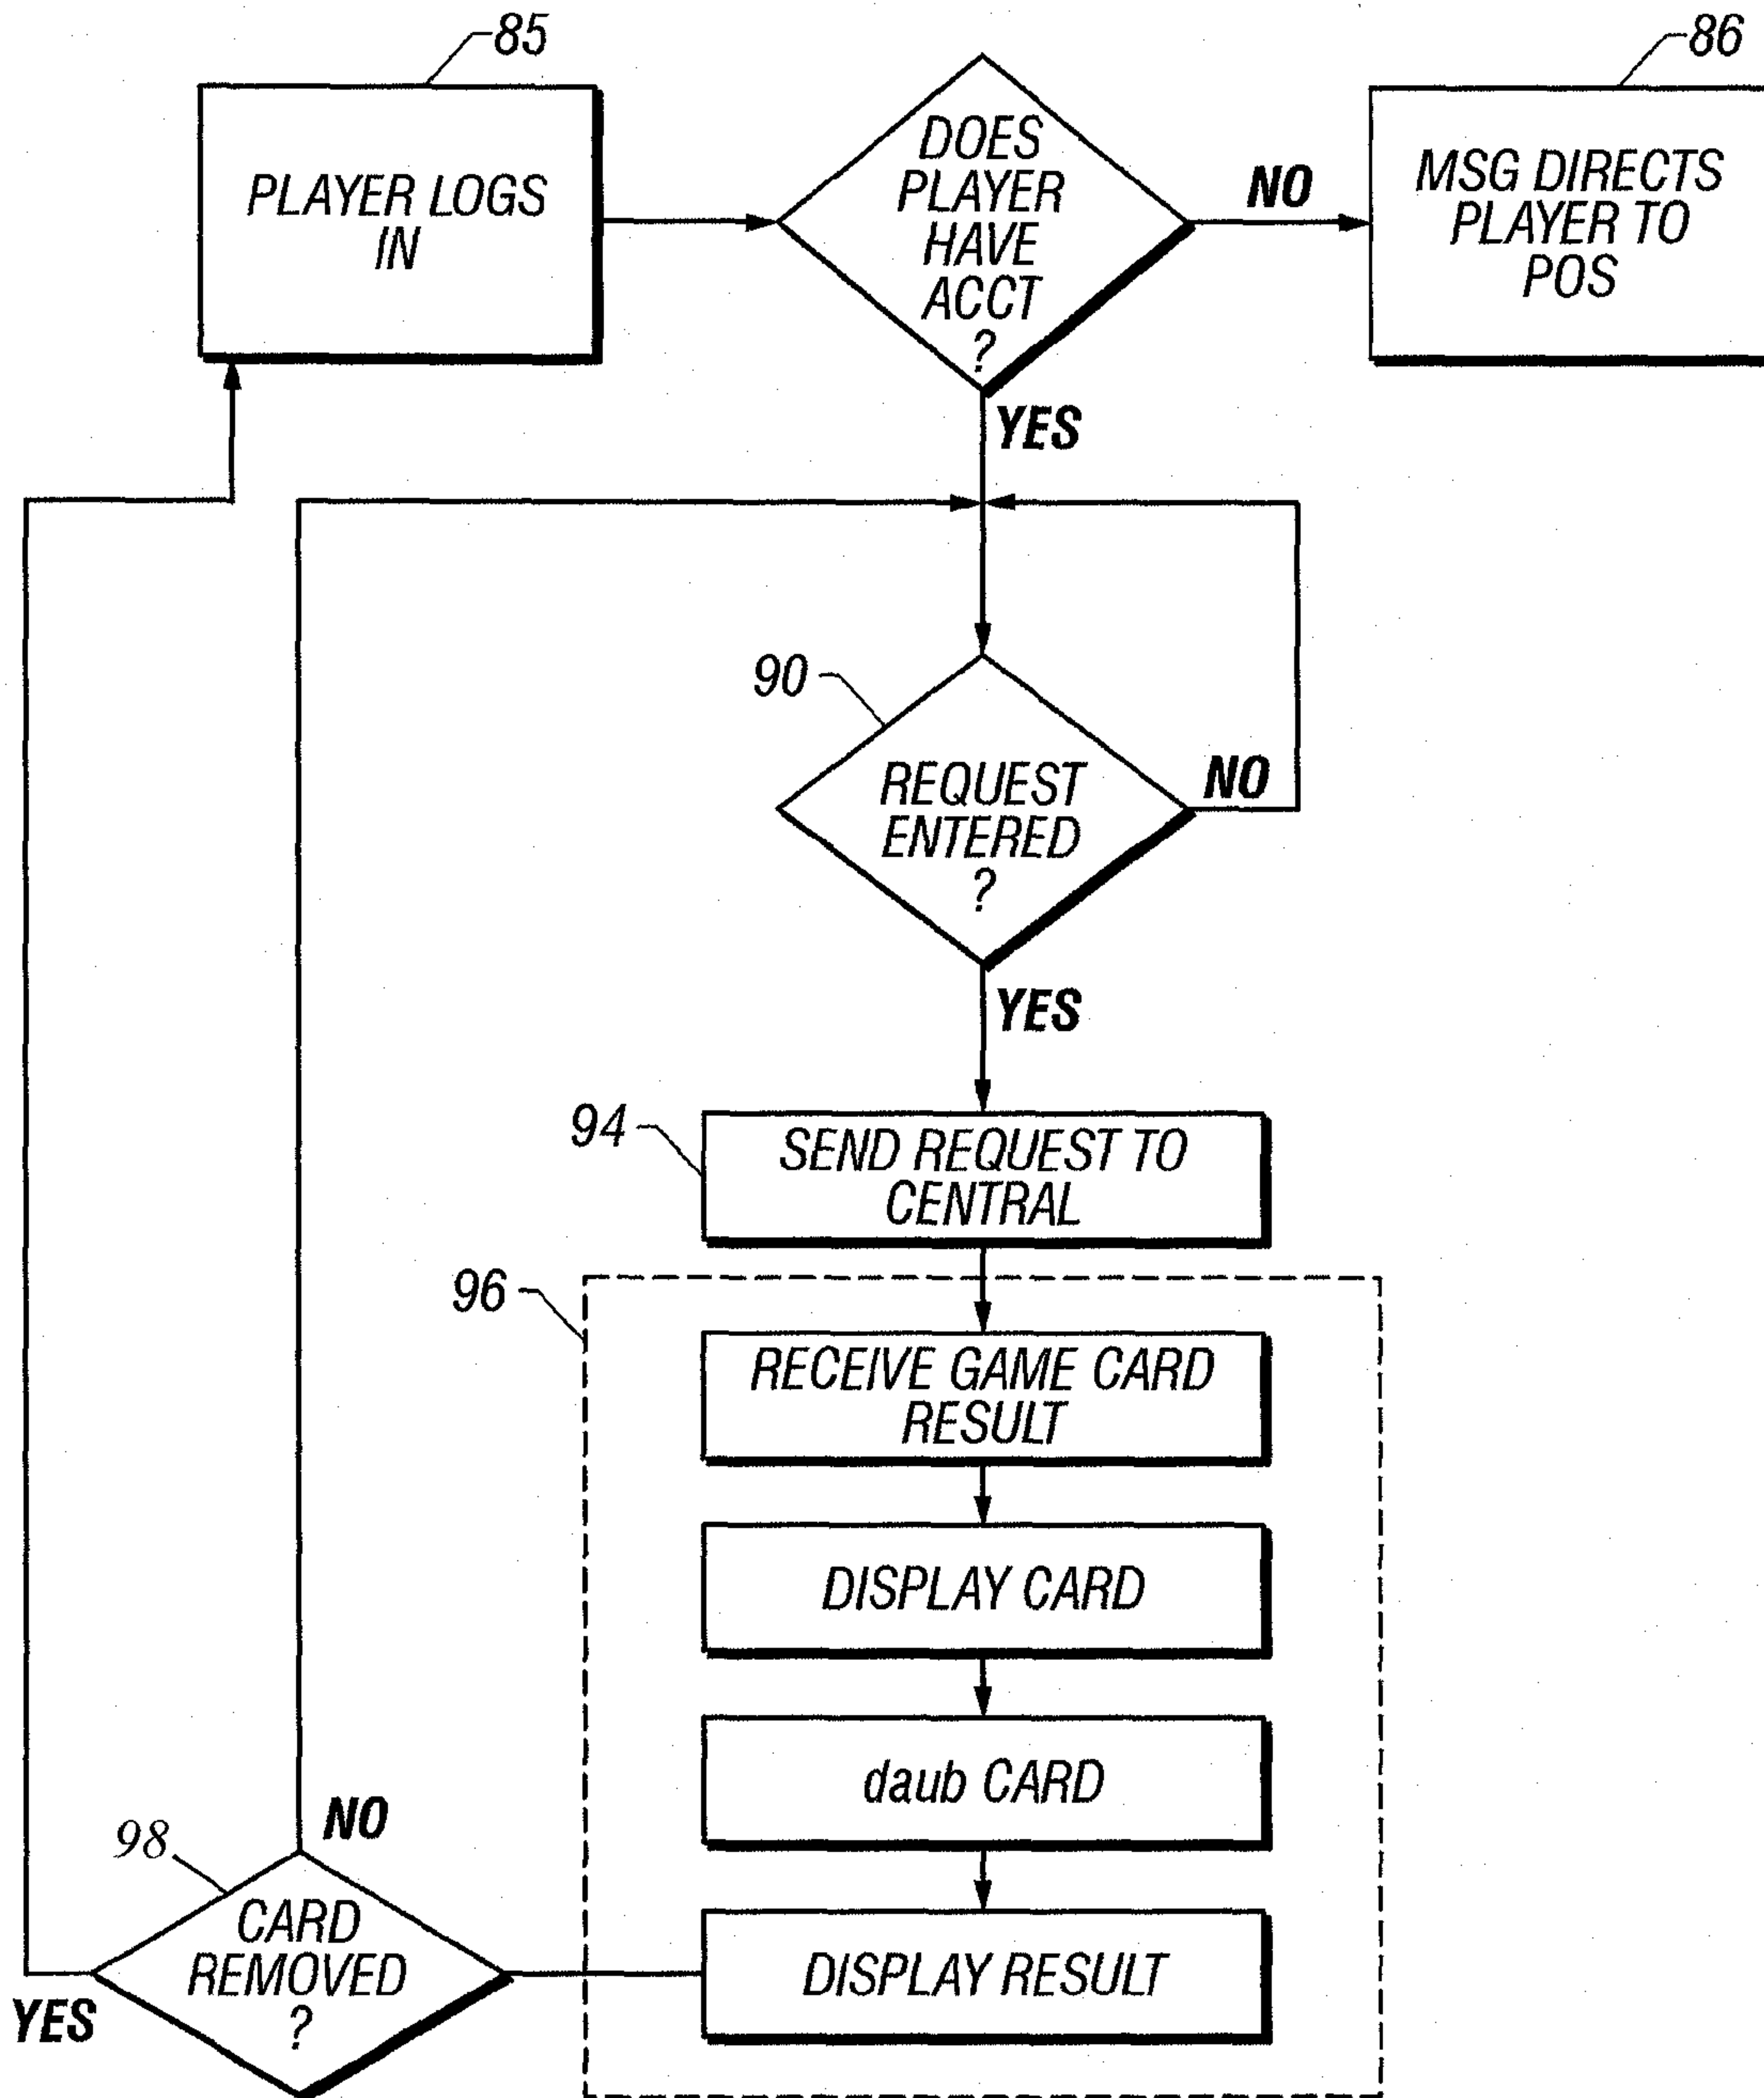 85
PLAYER LOGS
IN
DOES
PLAYER
HAVE
ACCT
?
NO
86
MSG DIRECTS
PLAYER TO
POS
YES
90
REQUEST
ENTERED
?
NO
YES
94
SEND REQUEST TO
CENTRAL
96
RECEIVE GAME CARD
RESULT
DISPLAY CARD
daub CARD
DISPLAY RESULT
98
NO
CARD
REMOVED
?
YES